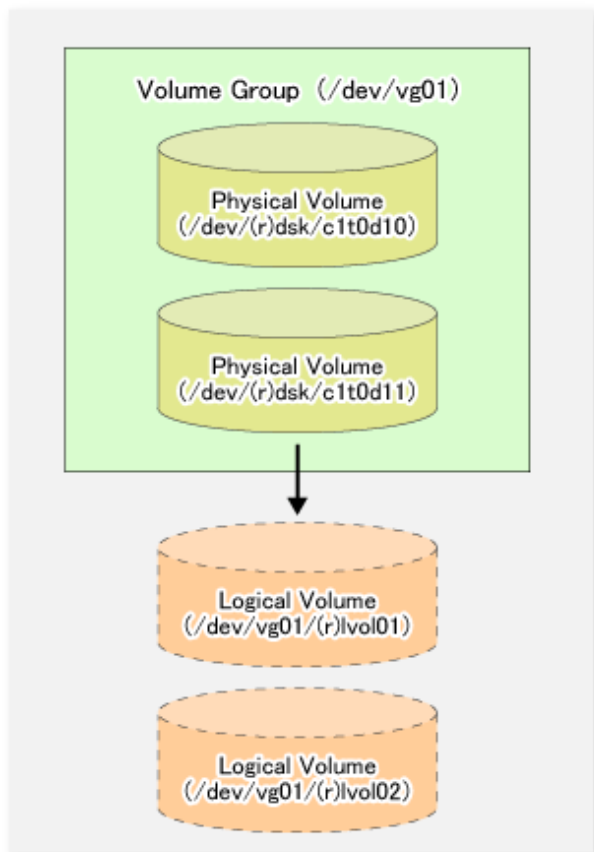 Volume Group (/dev/vg01)
Physical Volume
(/dev/(r)dsk/c1t0d10)
Physical Volume
(/dev/(r)dsk/c1t0d11)
Logical Volume
(/dev/vg01/(r)lvol01)
Logical Volume
(/dev/vg01/(r)lvol02)